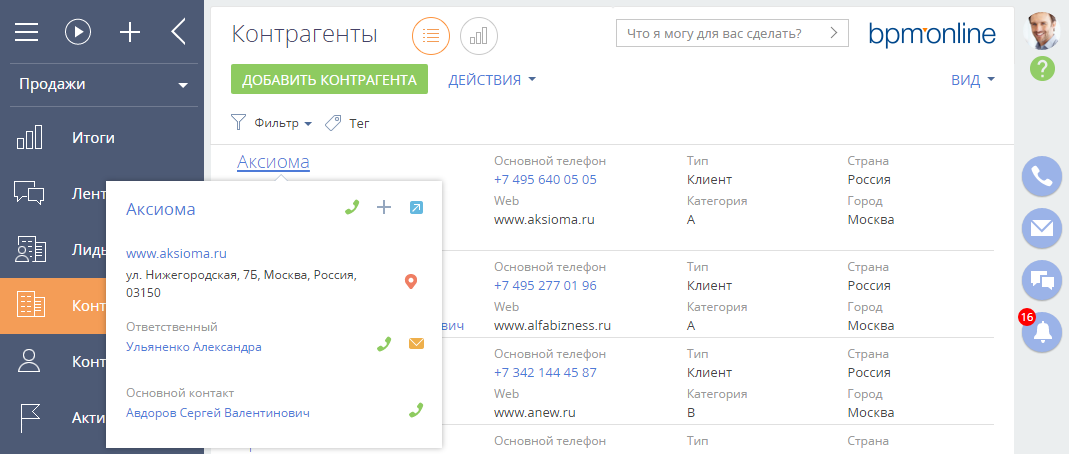 Контрагенты
Что я могу для вас сделать?
bpmonline
ДОБАВИТЬ КОНТРАГЕНТА
ДЕЙСТВИЯ
ВИД
Фильтр
Тег
Продажи
Итоги
Лент
Лиды
Конт
Конт
Акти
Аксиома
Основной телефон
Тип
Страна
+7 495 640 05 05
Клиент
Россия
Web
Категория
Город
www.aksioma.ru
A
Москва
Аксиома
www.aksioma.ru
ул. Нижегородская, 7Б, Москва, Россия,
03150
Ответственный
Ульяненко Александра
Основной контакт
Авдоров Сергей Валентинович
Основной телефон
Тип
Страна
+7 495 277 01 96
Клиент
Россия
Web
Категория
Город
ович
www.alfabizness.ru
A
Москва
Основной телефон
Тип
Страна
+7 342 144 45 87
Клиент
Россия
Web
Категория
Город
www.anew.ru
B
Москва
Основной телефон
Тип
Страна
?
16